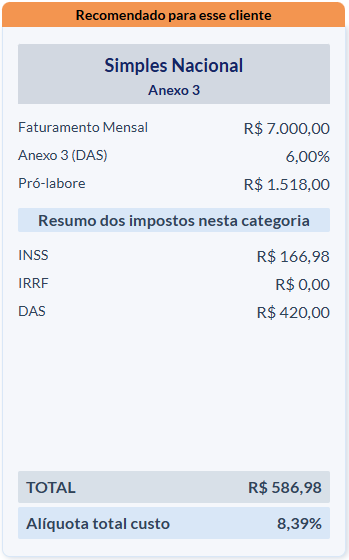 Recomendado para esse cliente
Simples Nacional
Anexo 3
Faturamento Mensal R$ 7.000,00
Anexo 3 (DAS) 6,00%
Pró-labore R$ 1.518,00
Resumo dos impostos nesta categoria
INSS R$ 166,98
IRRF R$ 0,00
DAS R$ 420,00
TOTAL R$ 586,98
Alíquota total custo 8,39%